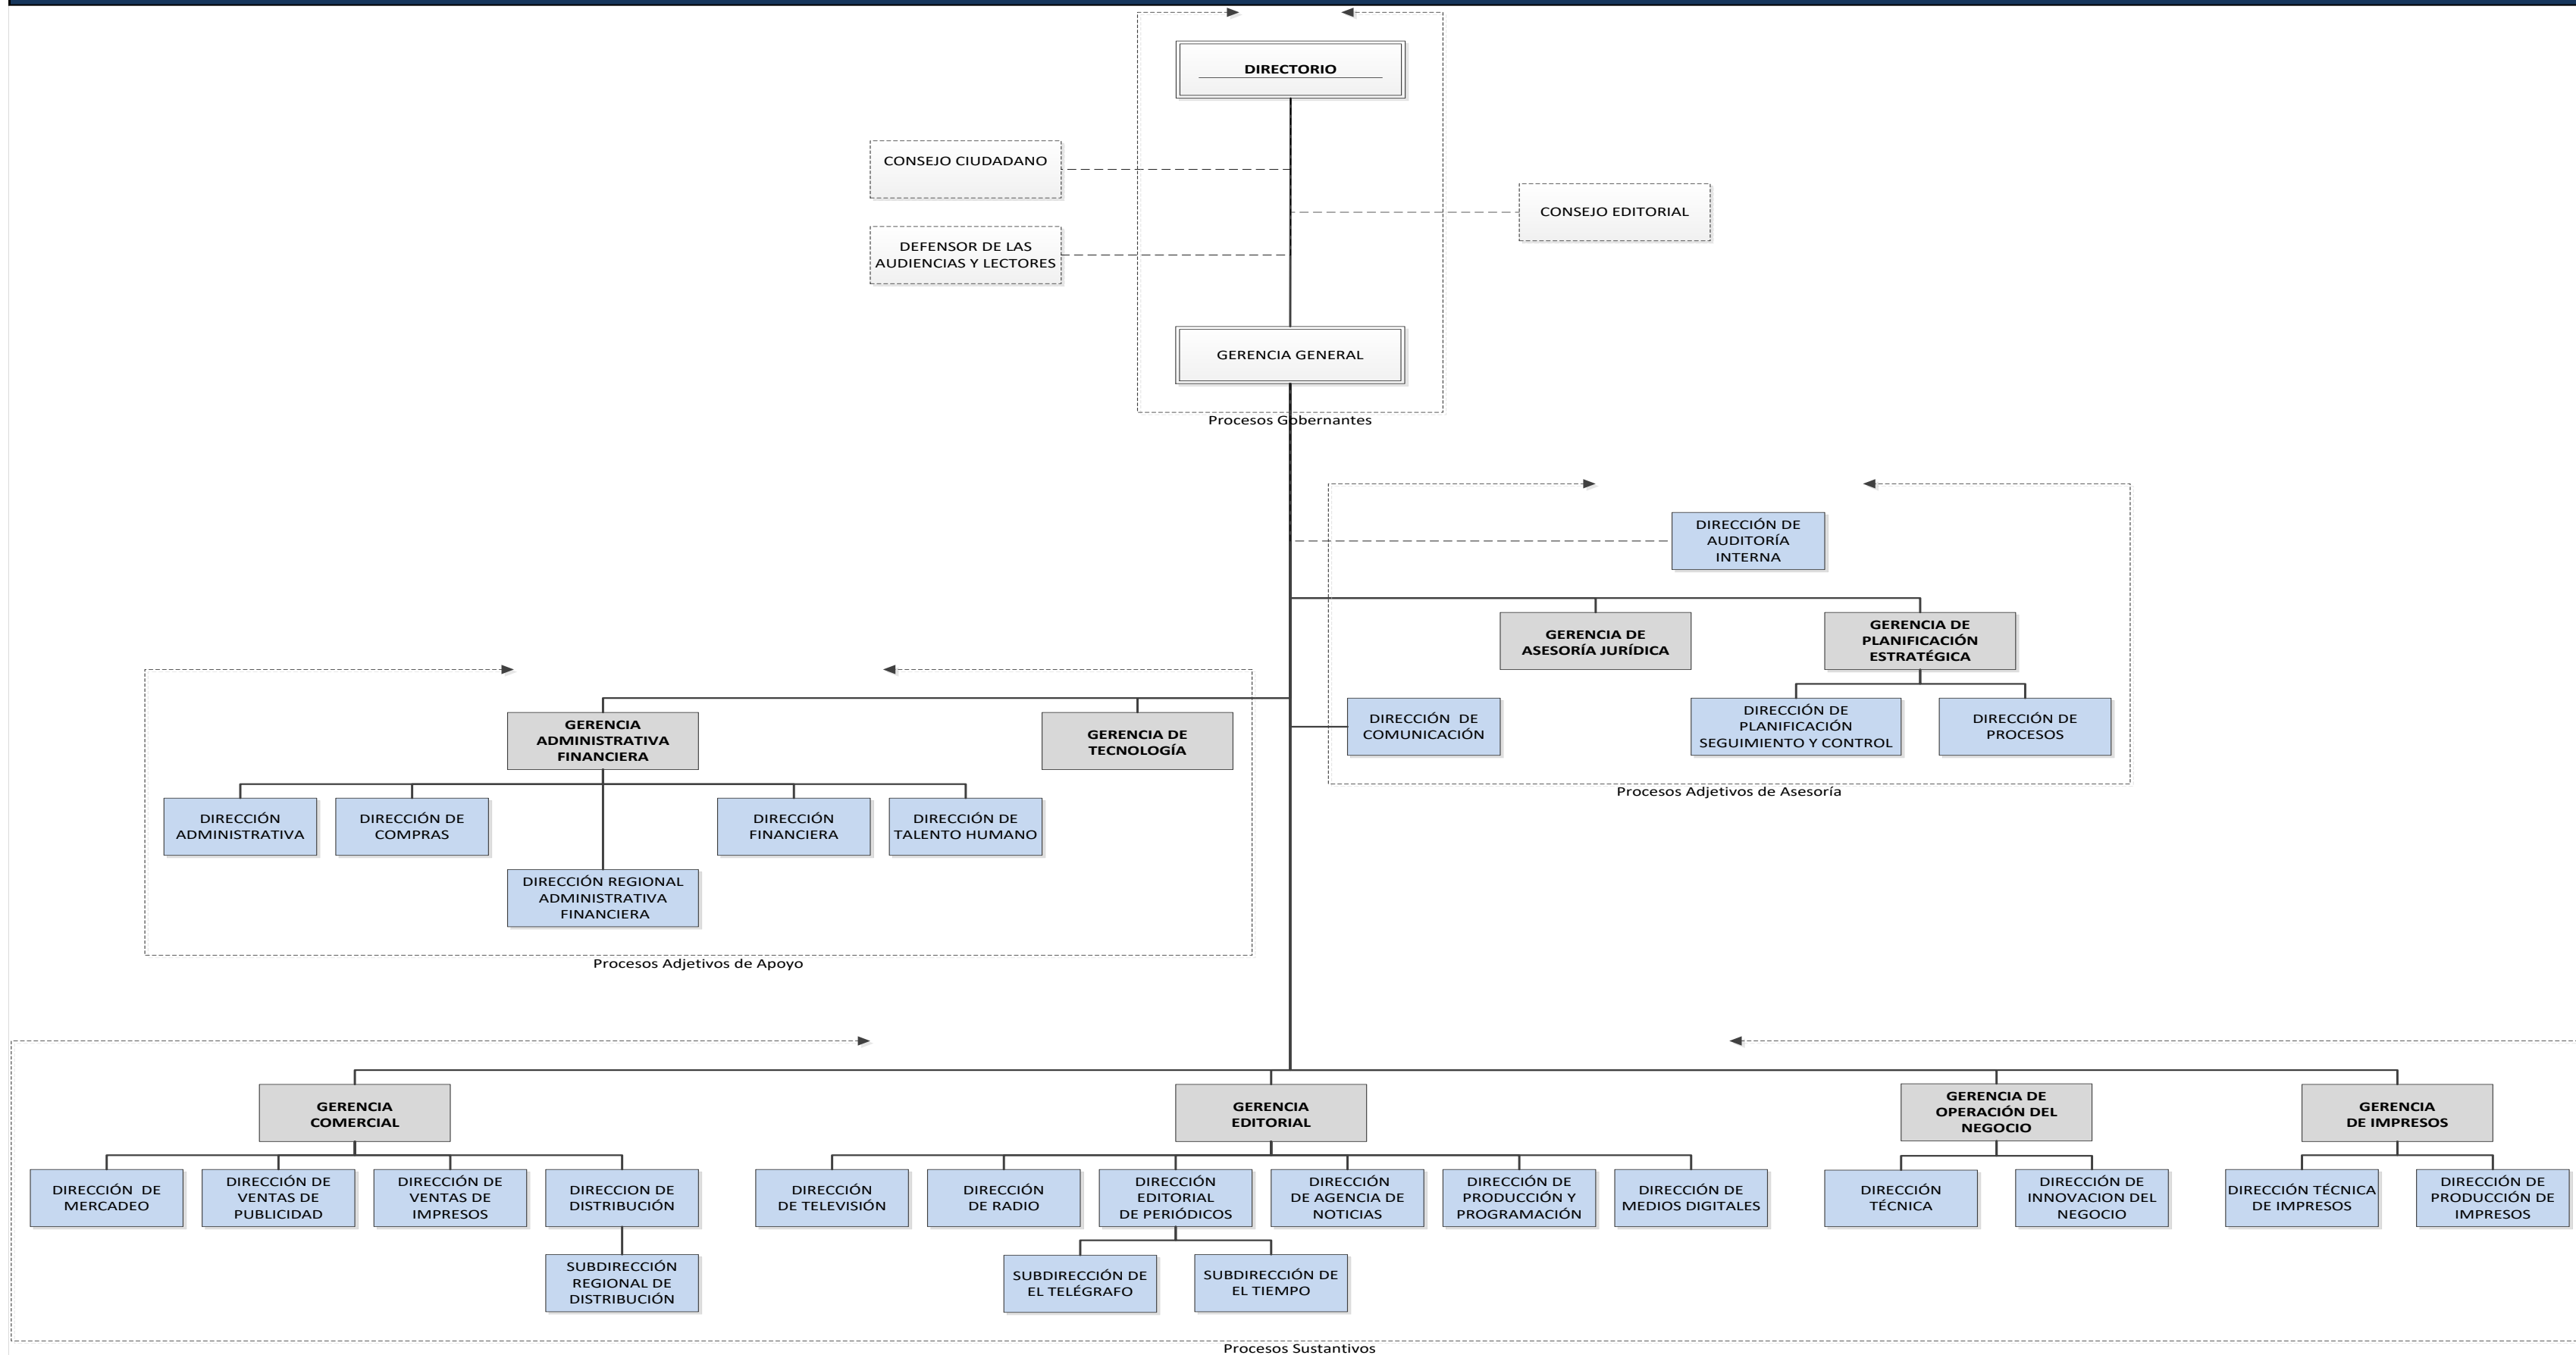 DIRECTORIO
CONSEJO CIUDADANO
CONSEJO EDITORIAL
DEFENSOR DE LAS
AUDIENCIAS Y LECTORES
GERENCIA GENERAL
Procesos Gobernantes
DIRECCIÓN DE
AUDITORÍA
INTERNA
GERENCIA DE
ASESORÍA JURÍDICA
GERENCIA DE
PLANIFICACIÓN
ESTRATÉGICA
DIRECCIÓN DE
COMUNICACIÓN
DIRECCIÓN DE
PLANIFICACIÓN
SEGUIMIENTO Y CONTROL
DIRECCIÓN DE
PROCESOS
Procesos Adjetivos de Asesoría
GERENCIA
ADMINISTRATIVA
FINANCIERA
GERENCIA DE
TECNOLOGÍA
DIRECCIÓN
ADMINISTRATIVA
DIRECCIÓN DE
COMPRAS
DIRECCIÓN
FINANCIERA
DIRECCIÓN DE
TALENTO HUMANO
DIRECCIÓN REGIONAL
ADMINISTRATIVA
FINANCIERA
Procesos Adjetivos de Apoyo
GERENCIA
COMERCIAL
GERENCIA
EDITORIAL
GERENCIA DE
OPERACIÓN DEL
NEGOCIO
GERENCIA
DE IMPRESOS
DIRECCIÓN DE
MERCADEO
DIRECCIÓN DE
VENTAS DE
PUBLICIDAD
DIRECCIÓN DE
VENTAS DE
IMPRESOS
DIRECCION DE
DISTRIBUCIÓN
DIRECCIÓN
DE TELEVISIÓN
DIRECCIÓN
DE RADIO
DIRECCIÓN
EDITORIAL
DE PERIÓDICOS
DIRECCIÓN
DE AGENCIA DE
NOTICIAS
DIRECCIÓN DE
PRODUCCIÓN Y
PROGRAMACIÓN
DIRECCIÓN DE
MEDIOS DIGITALES
DIRECCIÓN
TÉCNICA
DIRECCIÓN DE
INNOVACION DEL
NEGOCIO
DIRECCIÓN TÉCNICA
DE IMPRESOS
DIRECCIÓN DE
PRODUCCIÓN DE
IMPRESOS
SUBDIRECCIÓN
REGIONAL DE
DISTRIBUCIÓN
SUBDIRECCIÓN DE
EL TELÉGRAFO
SUBDIRECCIÓN DE
EL TIEMPO
Procesos Sustantivos